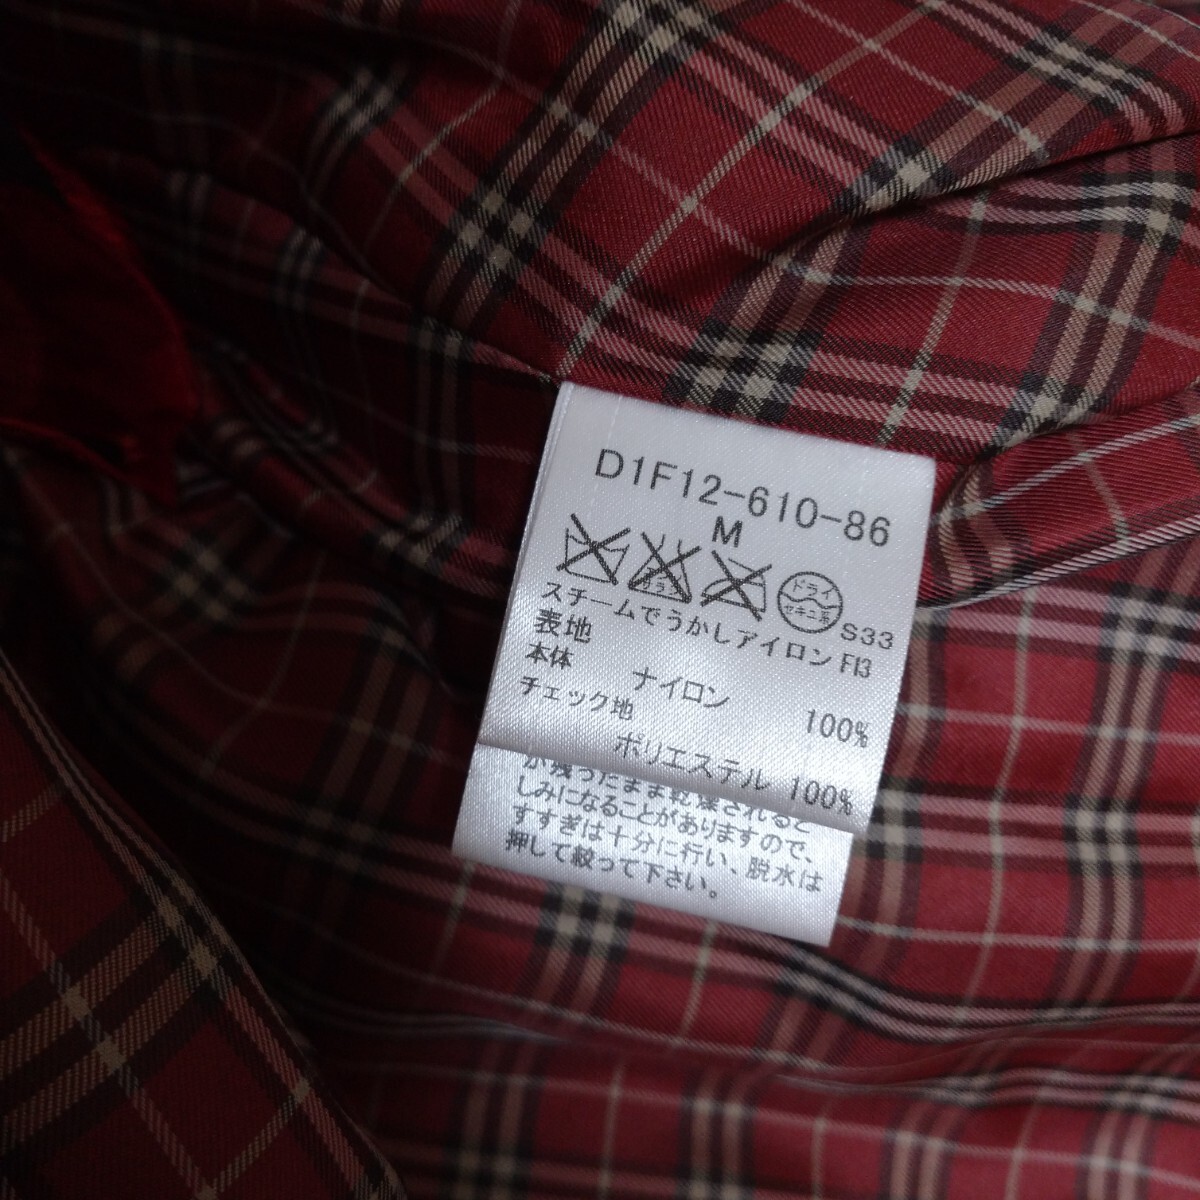 D1F12-610-86
M
ドライ
セキユ系
S33
スチームでうかしアイロン FI3
表地
本体
ナイロン 100%
チェック地
ポリエステル 100%
が残ったまま乾燥されると
しみになることがありますので、
すすぎは十分に行い、脱水は
押して絞って下さい。